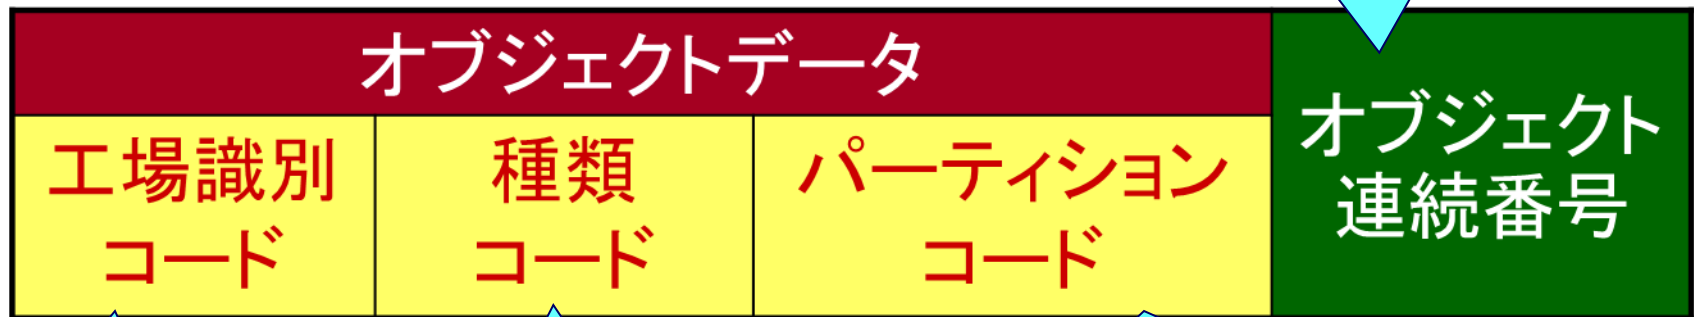 オブジェクトデータ
オブジェクト
連続番号
工場識別
コード
種類
コード
パーティション
コード